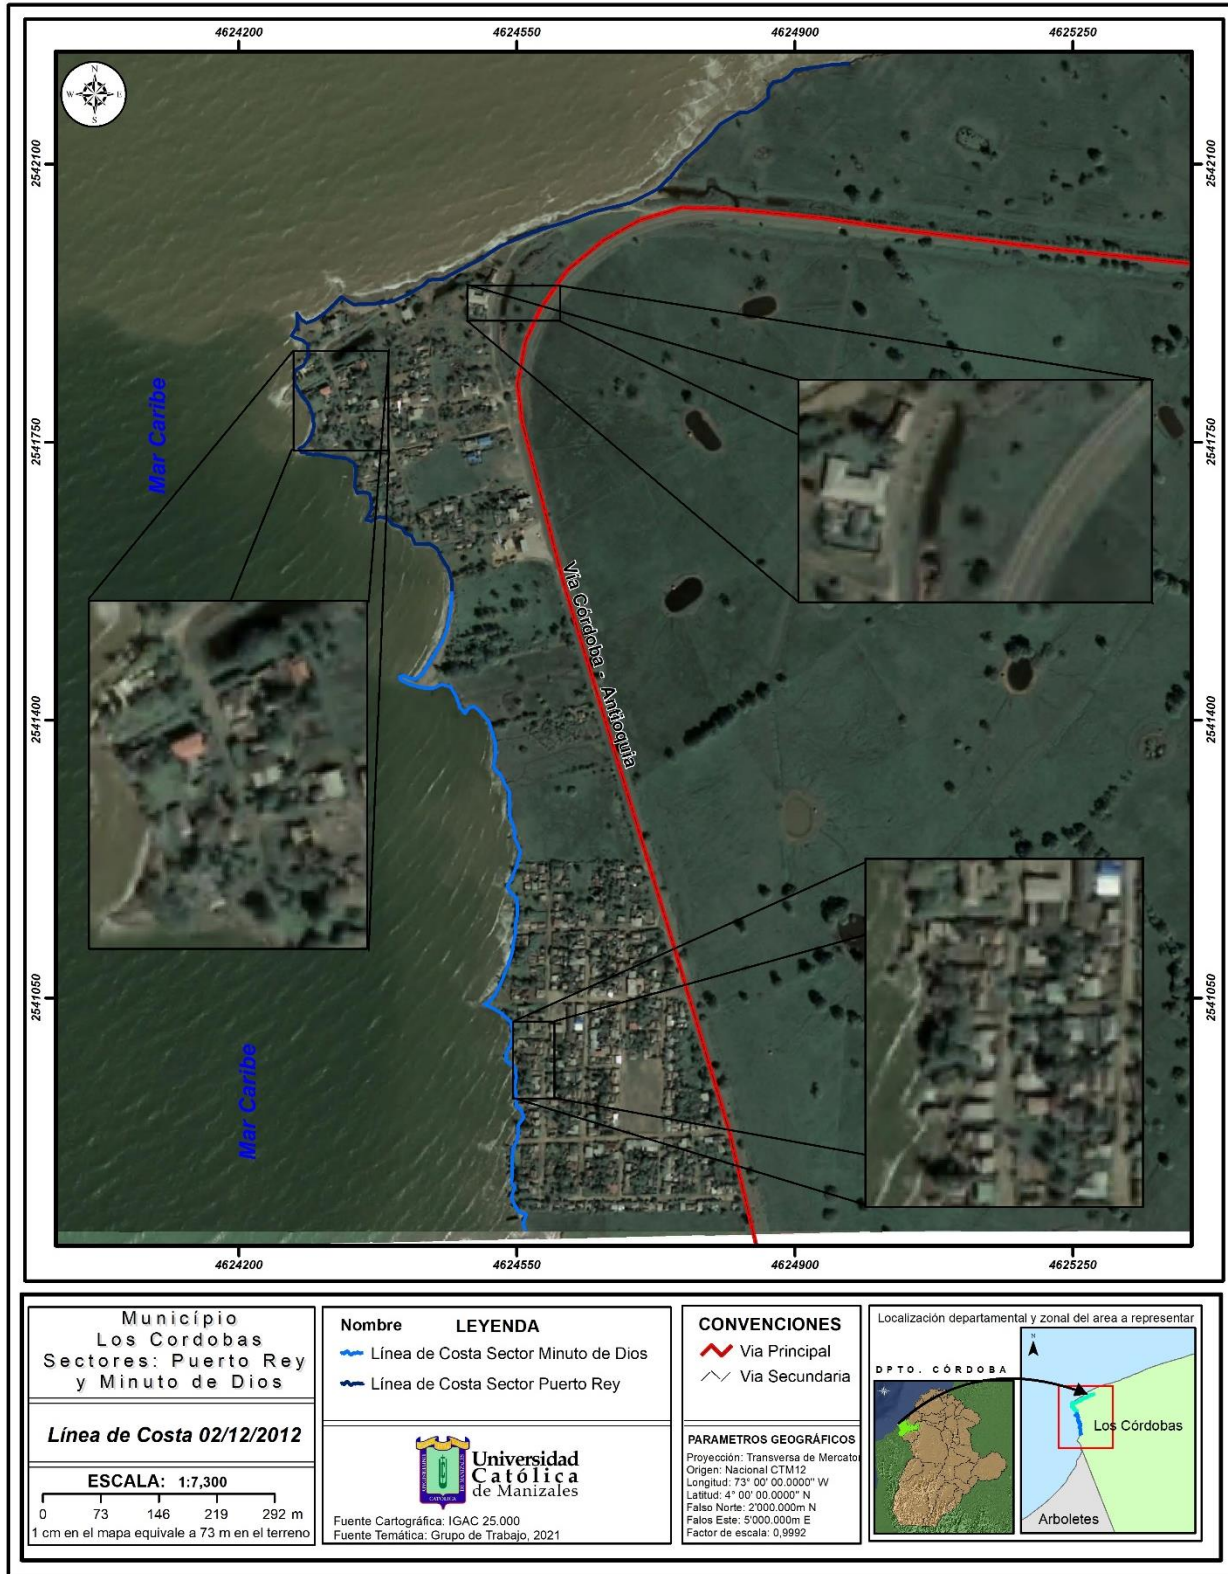 4624200 4624550 4624900 4625250
N
W E
S
2542100 2542100
Mar Caribe
2541750 2541750
Via Córdoba - Antioquia
2541400 2541400
2541050 2541050
Mar Caribe
4624200 4624550 4624900 4625250
Município
Los Cordobas
Sectores: Puerto Rey
y Minuto de Dios
Línea de Costa 02/12/2012
ESCALA: 1:7,300
0 73 146 219 292 m
1 cm en el mapa equivale a 73 m en el terreno
Nombre LEYENDA
Línea de Costa Sector Minuto de Dios
Línea de Costa Sector Puerto Rey
Universidad
Católica
de Manizales
Fuente Cartográfica: IGAC 25.000
Fuente Temática: Grupo de Trabajo, 2021
CONVENCIONES
Via Principal
Via Secundaria
PARAMETROS GEOGRÁFICOS
Proyección: Transversa de Mercator
Origen: Nacional CTM12
Longitud: 73° 00' 00.0000" W
Latitud: 4° 00' 00.0000" N
Falso Norte: 2'000.000m N
Falos Este: 5'000.000m E
Factor de escala: 0,9992
Localización departamental y zonal del area a representar
DPTO. CÓRDOBA
N
Los Córdobas
Arboletes